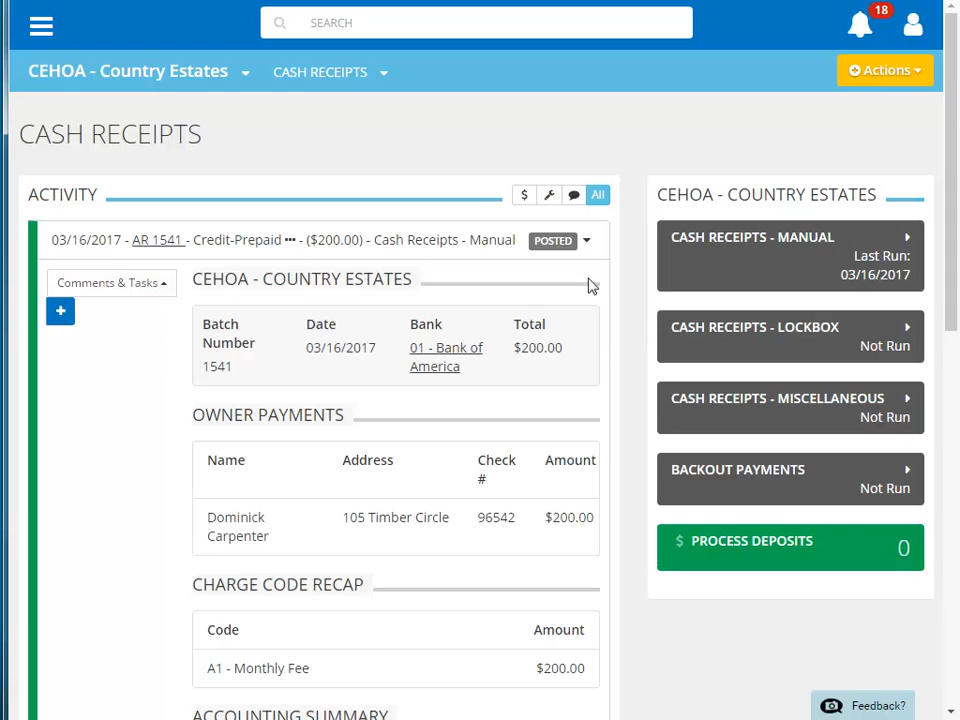 SEARCH
18
CEHOA - Country Estates
CASH RECEIPTS
Actions
CASH RECEIPTS
ACTIVITY
$
All
03/16/2017 - AR 1541 - Credit-Prepaid ••• - ($200.00) - Cash Receipts - Manual
POSTED
Comments & Tasks
+
CEHOA - COUNTRY ESTATES
Batch Number
Date
Bank
Total
1541
03/16/2017
01 - Bank of
America
$200.00
OWNER PAYMENTS
Name
Address
Check
#
Amount
Dominick
Carpenter
105 Timber Circle
96542
$200.00
CHARGE CODE RECAP
Code
Amount
A1 - Monthly Fee
$200.00
ACCOUNTING SUMMARY
CEHOA - COUNTRY ESTATES
CASH RECEIPTS - MANUAL
Last Run:
03/16/2017
CASH RECEIPTS - LOCKBOX
Not Run
CASH RECEIPTS - MISCELLANEOUS
Not Run
BACKOUT PAYMENTS
Not Run
$ PROCESS DEPOSITS
0
Feedback?